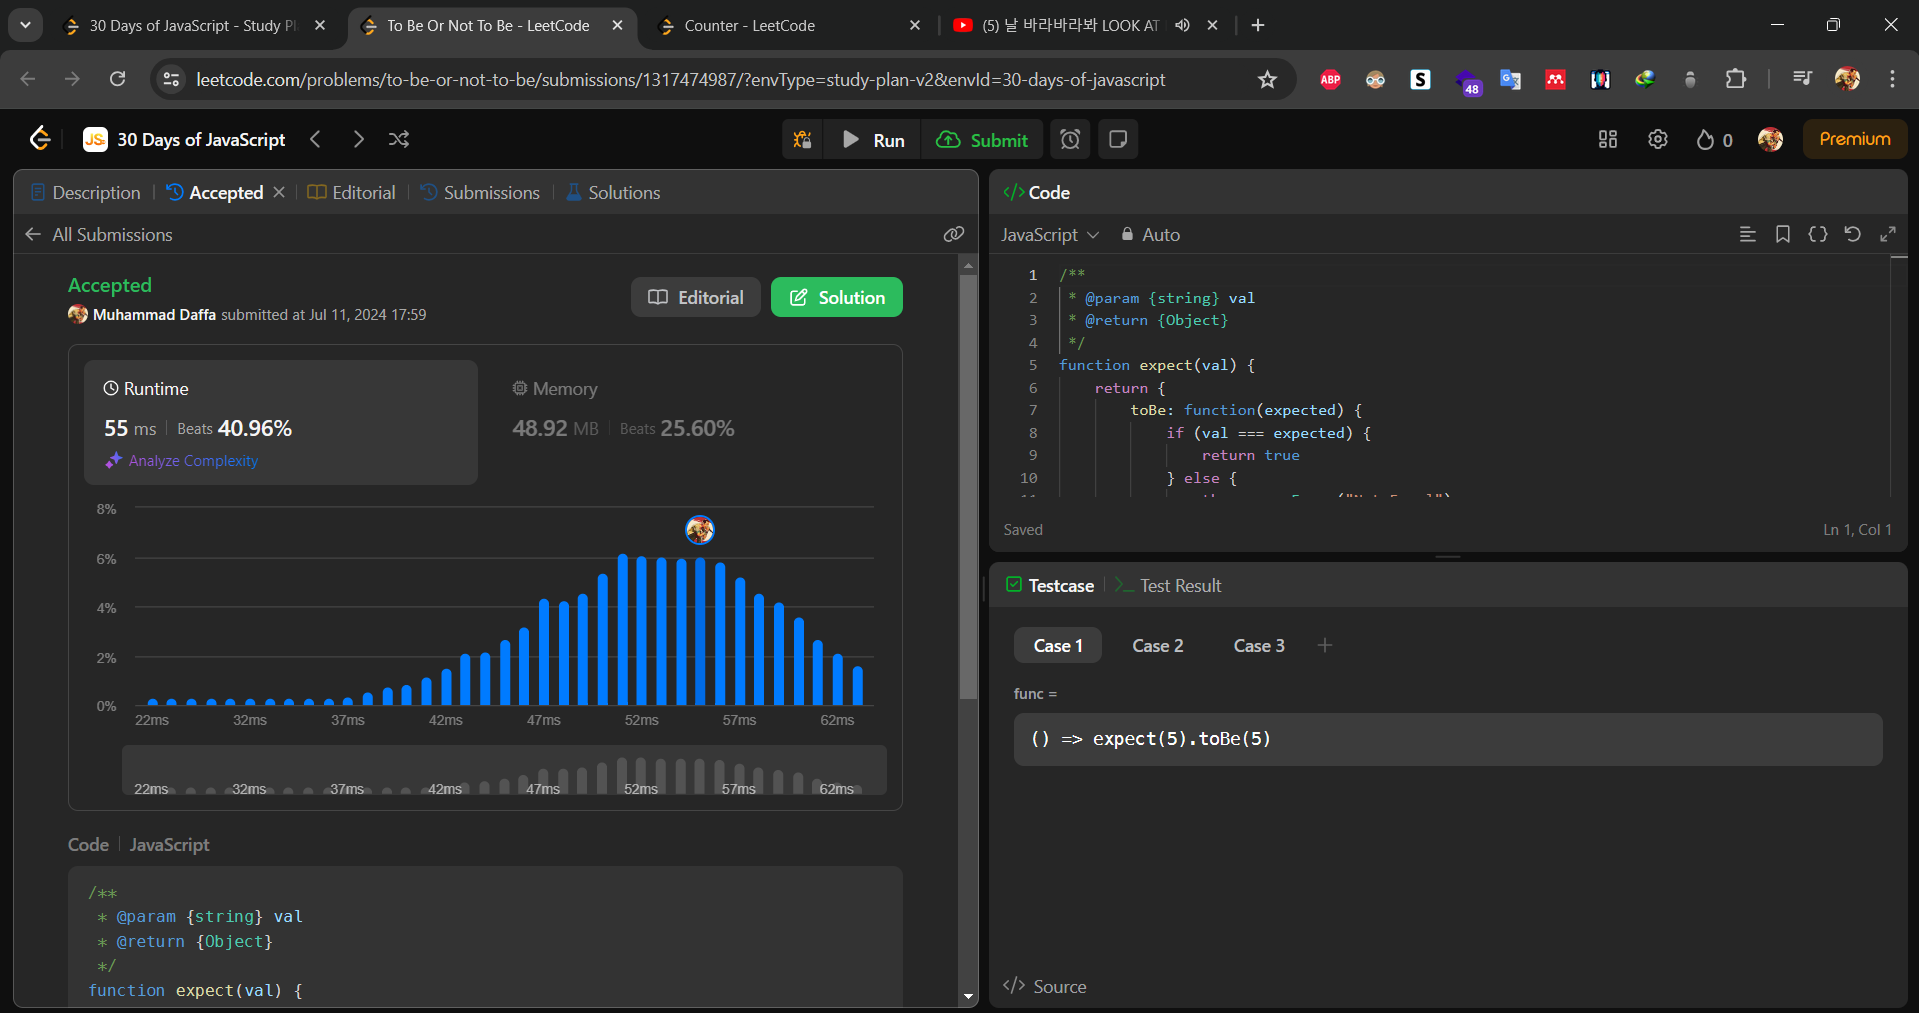 30 Days of JavaScript - Study Pl
To Be Or Not To Be - LeetCode
Counter - LeetCode
(5) 날 바라바라봐 LOOK AT
leetcode.com/problems/to-be-or-not-to-be/submissions/1317474987/?envType=study-plan-v2&envId=30-days-of-javascript
ABP
S
48
JS
30 Days of JavaScript
Run
Submit
0
Premium
Description
Accepted
Editorial
Submissions
Solutions
All Submissions
Accepted
Muhammad Daffa submitted at Jul 11, 2024 17:59
Editorial
Solution
Runtime
55 ms
Beats 40.96%
Analyze Complexity
Memory
48.92 MB
Beats 25.60%
8%
6%
4%
2%
0%
22ms 32ms 37ms 42ms 47ms 52ms 57ms 62ms
22ms 32ms 37ms 42ms 47ms 52ms 57ms 62ms
Code
JavaScript
/**
* @param {string} val
* @return {Object}
*/
function expect(val) {
</> Code
JavaScript
Auto
1 /**
2 * @param {string} val
3 * @return {Object}
4 */
5 function expect(val) {
6 return {
7 toBe: function(expected) {
8 if (val === expected) {
9 return true
10 } else {
Saved
Ln 1, Col 1
Testcase
>_ Test Result
Case 1
Case 2
Case 3
+
func =
() => expect(5).toBe(5)
</> Source